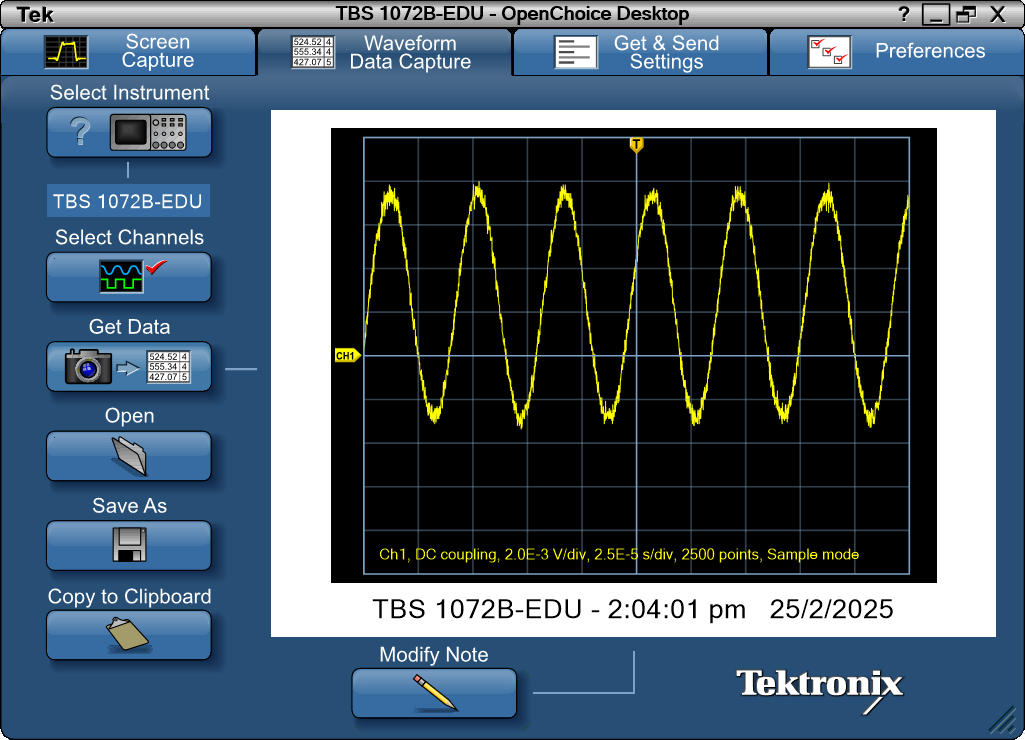 Tek
TBS 1072B-EDU - OpenChoice Desktop
?
X
Screen
Capture
524.52 4
555.34 4
427.07 5
Waveform
Data Capture
Get & Send
Settings
Preferences
Select Instrument
?
TBS 1072B-EDU
Select Channels
Get Data
524.52 4
555.34 4
427.07 5
Open
Save As
Copy to Clipboard
T
CH1
Ch1, DC coupling, 2.0E-3 V/div, 2.5E-5 s/div, 2500 points, Sample mode
TBS 1072B-EDU - 2:04:01 pm 25/2/2025
Modify Note
Tektronix